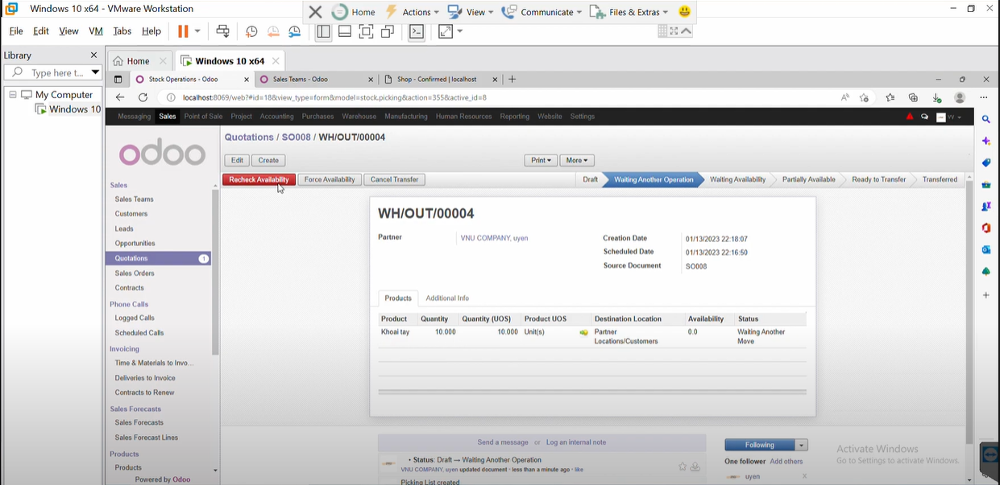 Windows 10 x64 - VMware Workstation
Home Actions View Communicate Files & Extras
File Edit View VM Tabs Help
Library
Home
Windows 10 x64
Type here t...
Stock Operations - Odoo
Sales Teams - Odoo
Shop - Confirmed | localhost
My Computer
Windows 10
localhost:8069/web?#id=18&view_type=form&model=stock.picking&action=355&active_id=8
Messaging Sales Point of Sale Project Accounting Purchases Warehouse Manufacturing Human Resources Reporting Website Settings
odoo
Quotations / SO008 / WH/OUT/00004
Edit Create
Print More
Recheck Availability Force Availability Cancel Transfer
Draft Waiting Another Operation Waiting Availability Partially Available Ready to Transfer Transferred
Sales
Sales Teams
Customers
Leads
Opportunities
Quotations 1
Sales Orders
Contracts
Phone Calls
Logged Calls
Scheduled Calls
Invoicing
Time & Materials to Invo...
Deliveries to Invoice
Contracts to Renew
Sales Forecasts
Sales Forecasts
Sales Forecast Lines
Products
Products
Powered by Odoo
WH/OUT/00004
Partner VNU COMPANY, uyen
Creation Date 01/13/2023 22:18:07
Scheduled Date 01/13/2023 22:16:50
Source Document SO008
Products Additional Info
Product Quantity Quantity (UOS) Product UOS Destination Location Availability Status
Khoai tay 10.000 10.000 Unit(s) Partner Locations/Customers 0.0 Waiting Another Move
Send a message or Log an internal note
• Status: Draft → Waiting Another Operation
VNU COMPANY, uyen updated document - less than a minute ago - like
Picking List created
Following
One follower Add others
uyen x
Activate Windows
Go to Settings to activate Windows.